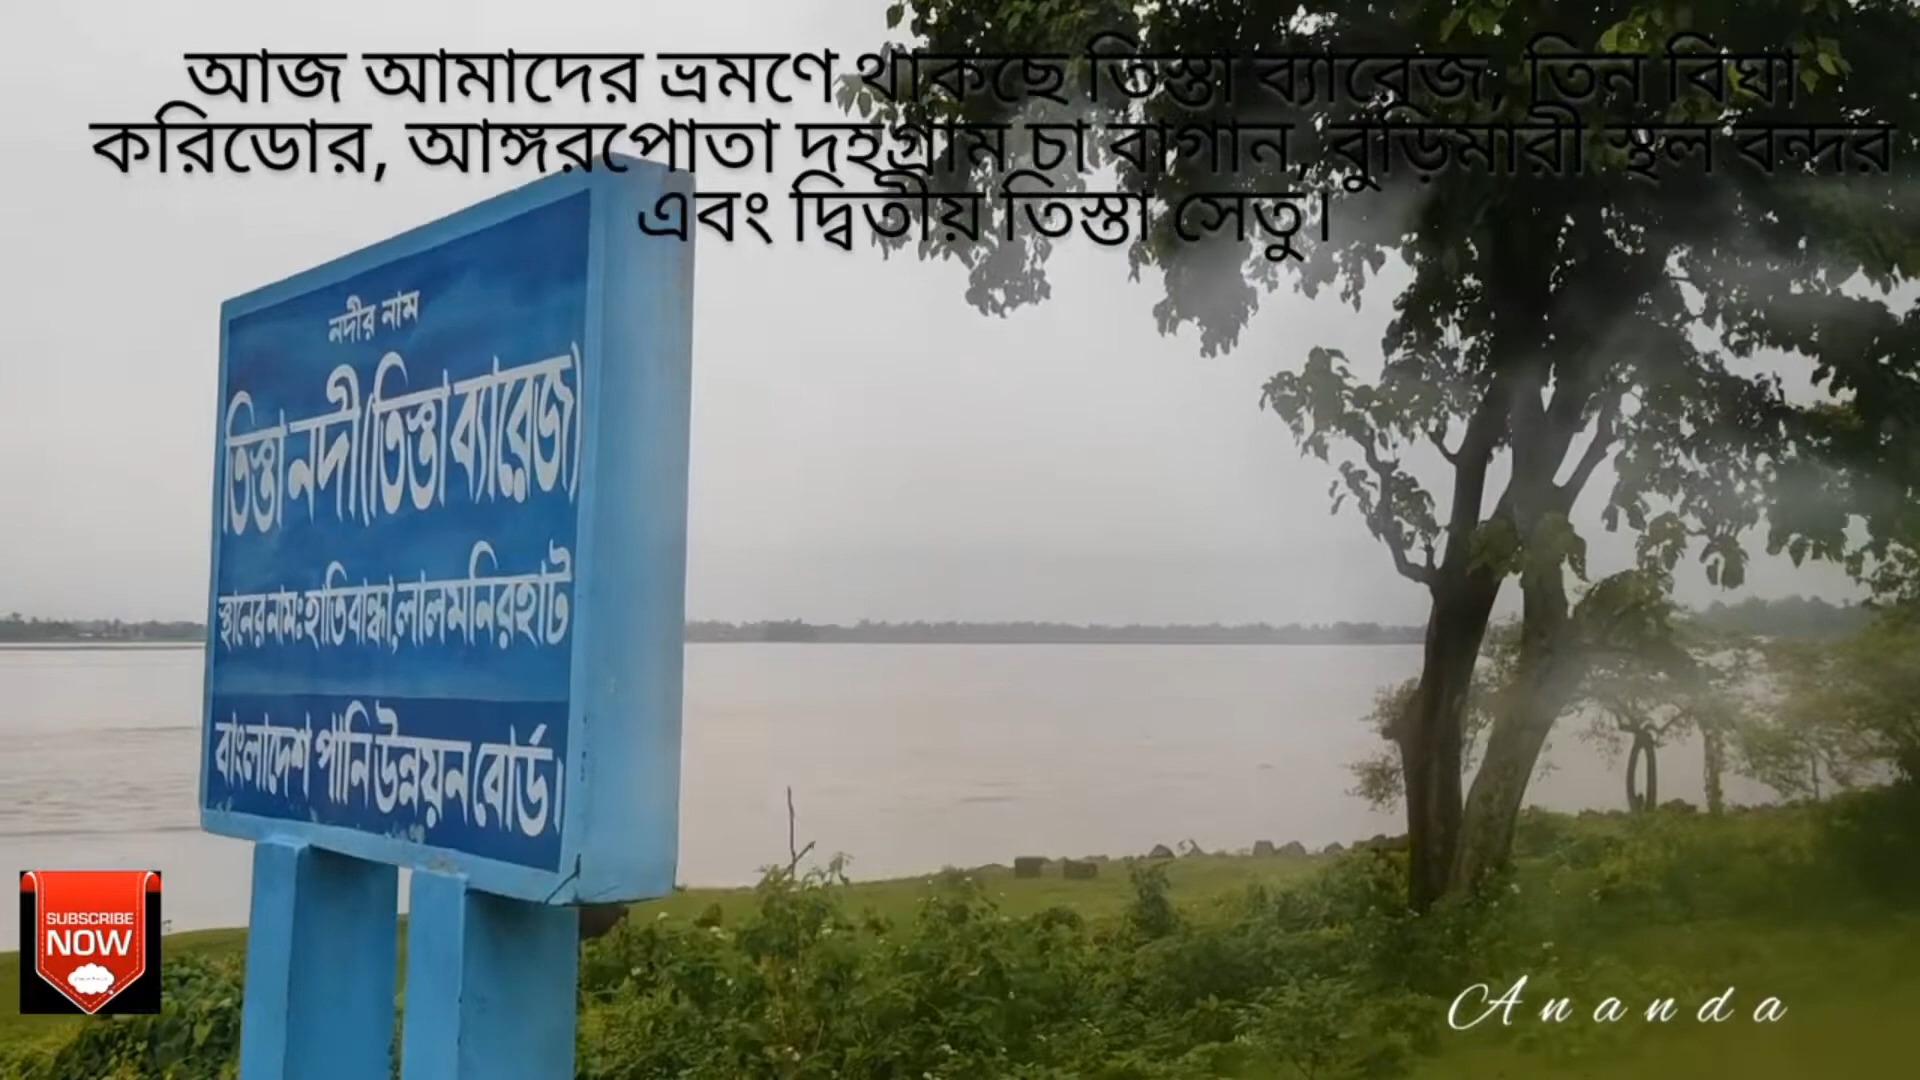 আজ আমাদের ভ্রমণে থাকছে তিস্তা ব্যারেজ, তিন বিঘা
করিডোর, আঙ্গরপোতা দহগ্রাম চা বাগান, বুড়িমারী স্থল বন্দর
এবং দ্বিতীয় তিস্তা সেতু।
নদীর নাম
তিস্তা নদী (তিস্তা ব্যারেজ)
স্থানের নাম: হাতিবান্ধা, লালমনিরহাট
বাংলাদেশ পানি উন্নয়ন বোর্ড।
SUBSCRIBE
NOW
Ananda